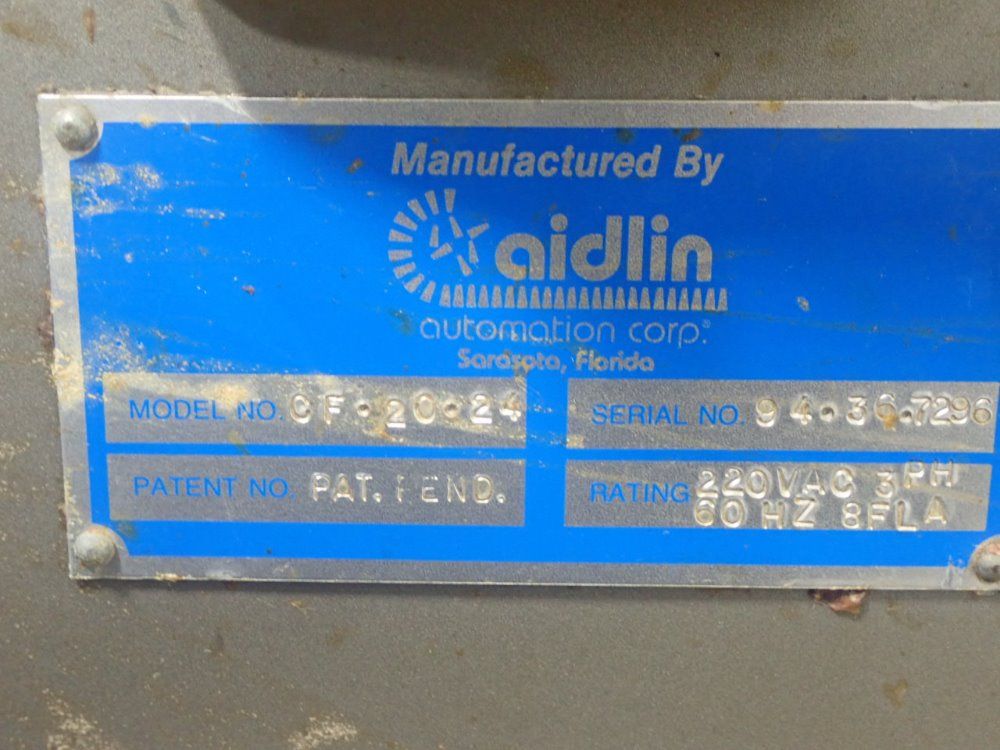 Manufactured By
aidlin
automation corp.®
Sarasota, Florida
MODEL NO. CF·20·24
SERIAL NO. 94·36·7296
PATENT NO. PAT. PEND.
RATING 220VAC 3PH
60 HZ 8FLA